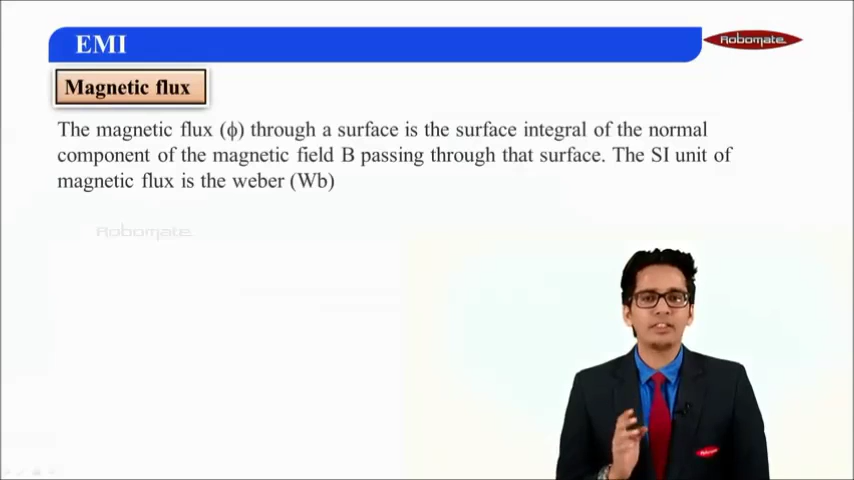 EMI
Robomate
Magnetic flux
The magnetic flux (ϕ) through a surface is the surface integral of the normal
component of the magnetic field B passing through that surface. The SI unit of
magnetic flux is the weber (Wb)
Robomate